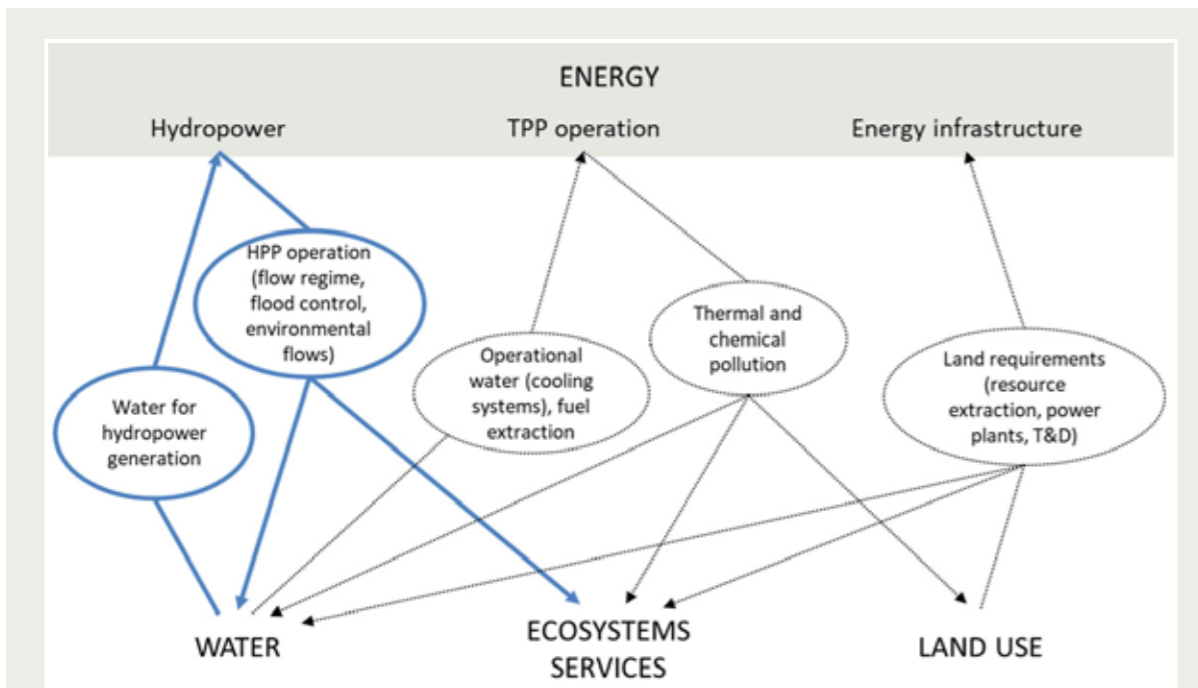 ENERGY
Hydropower
TPP operation
Energy infrastructure
HPP operation
(flow regime,
flood control,
environmental
flows)
Thermal and
chemical
pollution
Operational
water (cooling
systems), fuel
extraction
Land requirements
(resource
extraction, power
plants, T&D)
Water for
hydropower
generation
WATER
ECOSYSTEMS
SERVICES
LAND USE